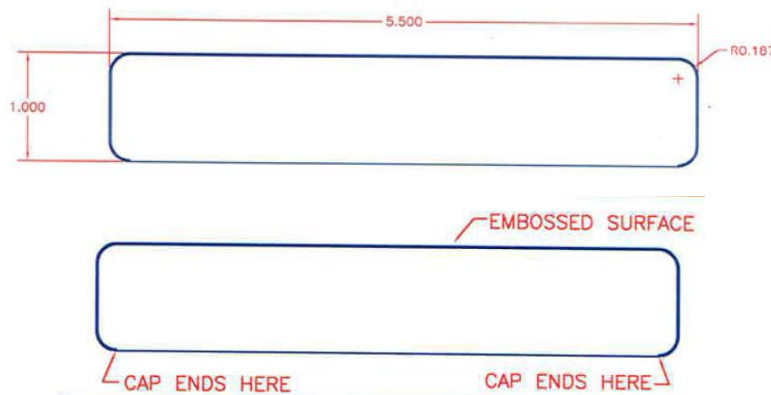 5.500
R0.187
1.000
EMBOSSED SURFACE
CAP ENDS HERE
CAP ENDS HERE